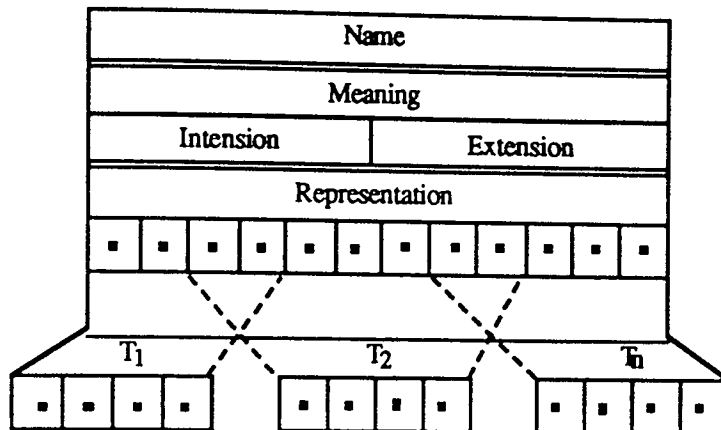 Name
Meaning
Intension Extension
Representation
T1 T2 Tn